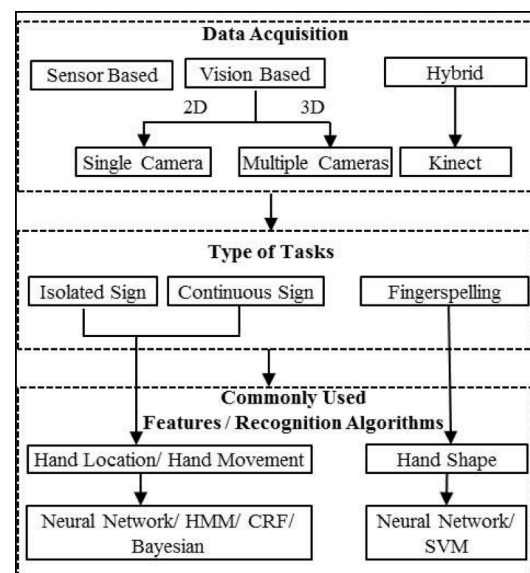 Data Acquisition
Sensor Based
Vision Based
Hybrid
2D
3D
Single Camera
Multiple Cameras
Kinect
Type of Tasks
Isolated Sign
Continuous Sign
Fingerspelling
Commonly Used
Features / Recognition Algorithms
Hand Location/ Hand Movement
Hand Shape
Neural Network/ HMM/ CRF/
Bayesian
Neural Network/
SVM